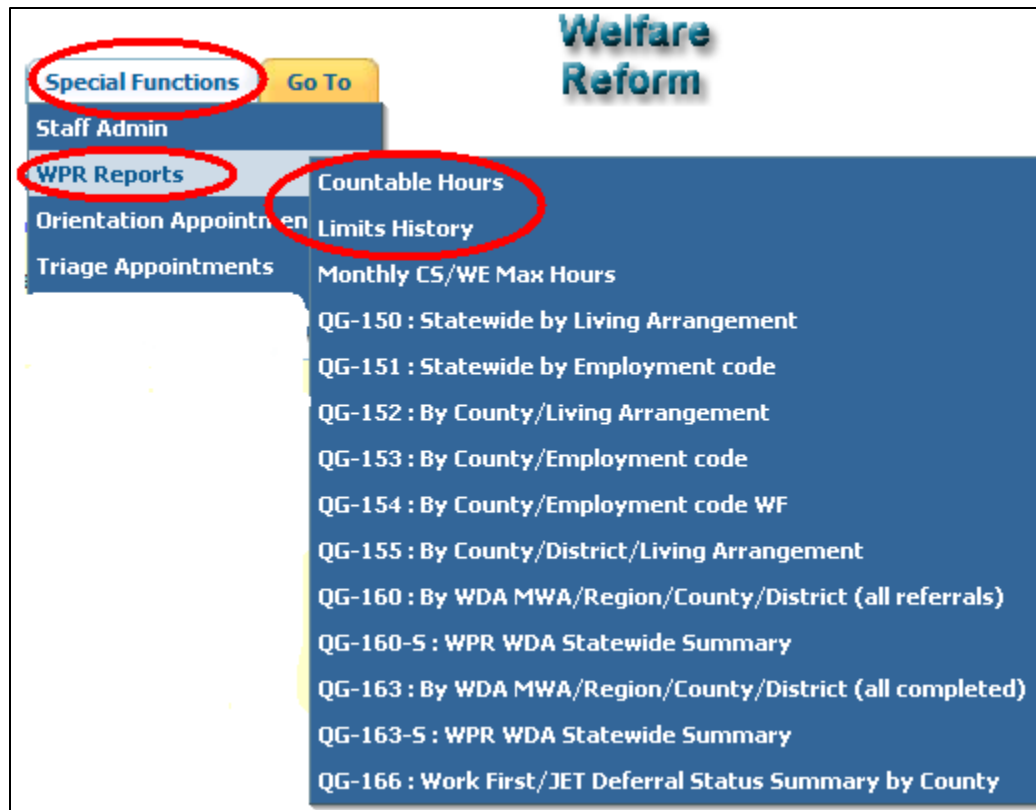 Welfare
Reform
Special Functions
Go To
Staff Admin
WPR Reports
Orientation Appointmen
Triage Appointments
Countable Hours
Limits History
Monthly CS/WE Max Hours
QG-150 : Statewide by Living Arrangement
QG-151 : Statewide by Employment code
QG-152 : By County/Living Arrangement
QG-153 : By County/Employment code
QG-154 : By County/Employment code WF
QG-155 : By County/District/Living Arrangement
QG-160 : By WDA MWA/Region/County/District (all referrals)
QG-160-S : WPR WDA Statewide Summary
QG-163 : By WDA MWA/Region/County/District (all completed)
QG-163-S : WPR WDA Statewide Summary
QG-166 : Work First/JET Deferral Status Summary by County